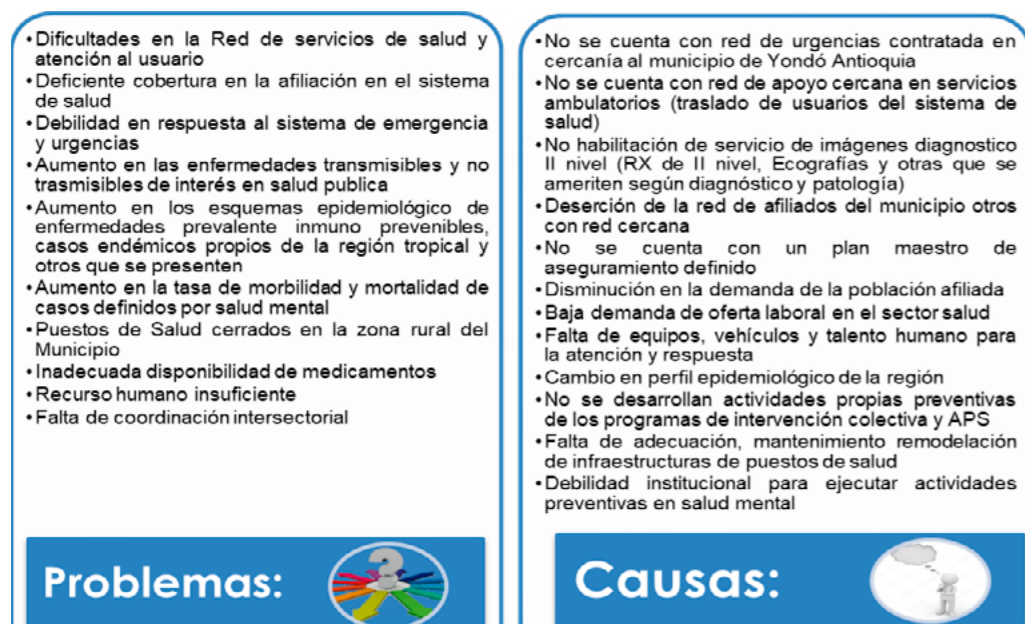 •Dificultades en la Red de servicios de salud y
atención al usuario
•Deficiente cobertura en la afiliación en el sistema
de salud
•Debilidad en respuesta al sistema de emergencia
y urgencias
•Aumento en las enfermedades transmisibles y no
trasmisibles de interés en salud publica
•Aumento en los esquemas epidemiológico de
enfermedades prevalente inmuno prevenibles,
casos endémicos propios de la región tropical y
otros que se presenten
•Aumento en la tasa de morbilidad y mortalidad de
casos definidos por salud mental
•Puestos de Salud cerrados en la zona rural del
Municipio
•Inadecuada disponibilidad de medicamentos
•Recurso humano insuficiente
•Falta de coordinación intersectorial
Problemas:
•No se cuenta con red de urgencias contratada en
cercanía al municipio de Yondó Antioquia
•No se cuenta con red de apoyo cercana en servicios
ambulatorios (traslado de usuarios del sistema de
salud)
•No habilitación de servicio de imágenes diagnostico
II nivel (RX de II nivel, Ecografías y otras que se
ameriten según diagnóstico y patología)
•Deserción de la red de afiliados del municipio otros
con red cercana
•No se cuenta con un plan maestro de
aseguramiento definido
•Disminución en la demanda de la población afiliada
•Baja demanda de oferta laboral en el sector salud
•Falta de equipos, vehículos y talento humano para
la atención y respuesta
•Cambio en perfil epidemiológico de la región
•No se desarrollan actividades propias preventivas
de los programas de intervención colectiva y APS
•Falta de adecuación, mantenimiento remodelación
de infraestructuras de puestos de salud
•Debilidad institucional para ejecutar actividades
preventivas en salud mental
Causas: